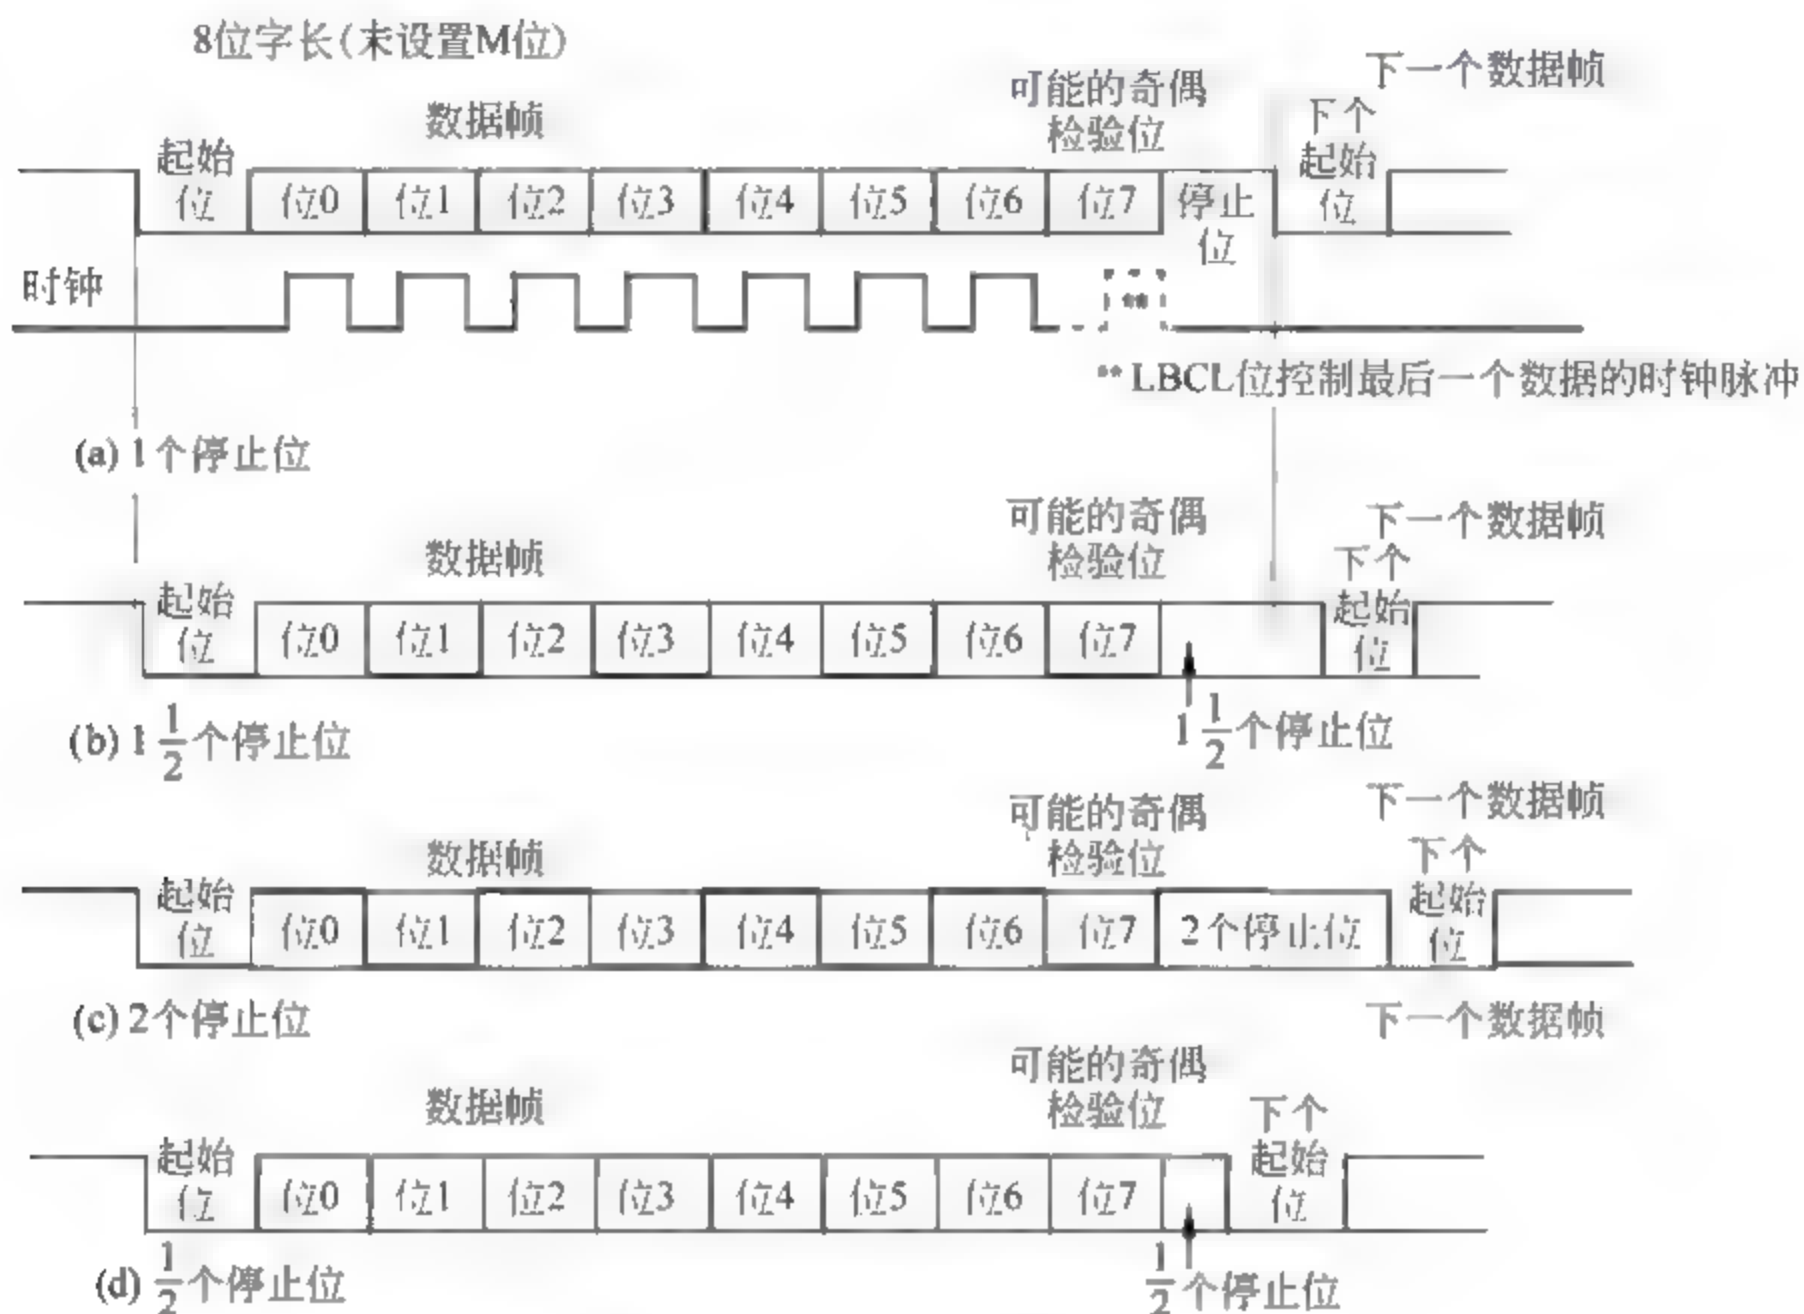 8位字长(未设置M位)
下一个数据帧
可能的奇偶
检验位
数据帧
下个
起始
位
起始
位
位0 位1 位2 位3 位4 位5 位6 位7
停止
位
时钟
**
** LBCL位控制最后一个数据的时钟脉冲
(a) 1个停止位
可能的奇偶
检验位
下一个数据帧
数据帧
下个
起始
位
起始
位
位0 位1 位2 位3 位4 位5 位6 位7
(b) 1 1/2 个停止位
1 1/2 个停止位
可能的奇偶
检验位
下一个数据帧
数据帧
下个
起始
位
起始
位
位0 位1 位2 位3 位4 位5 位6 位7 2个停止位
(c) 2个停止位
下一个数据帧
可能的奇偶
检验位
数据帧
下个
起始
位
起始
位
位0 位1 位2 位3 位4 位5 位6 位7
(d) 1/2 个停止位
1/2 个停止位